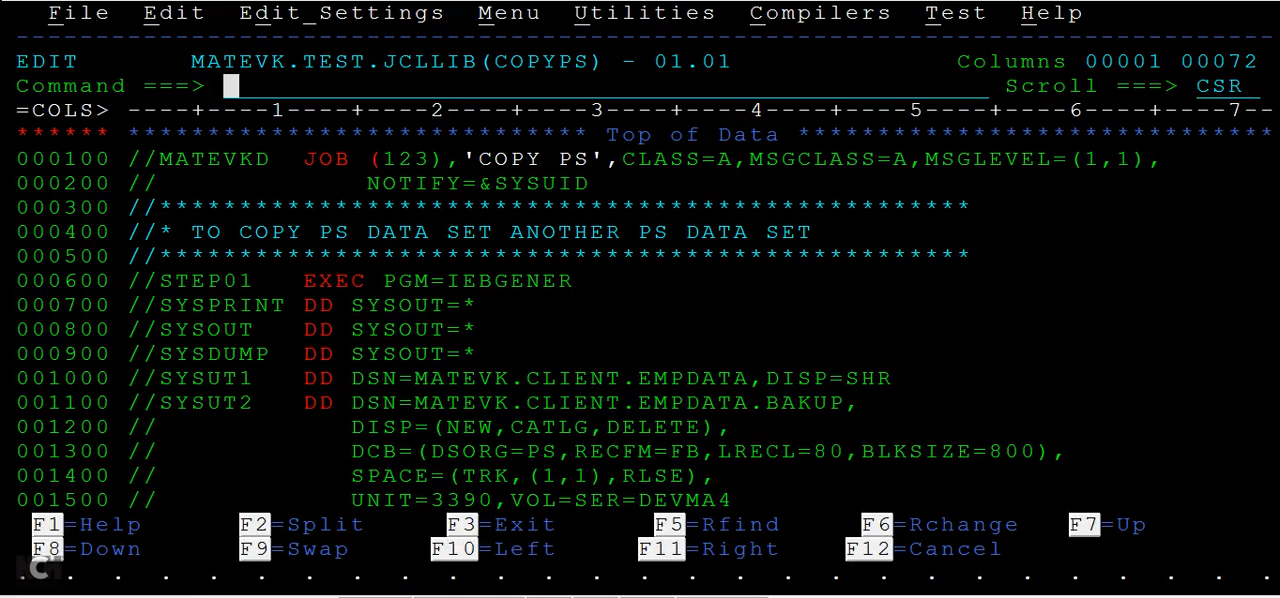 File  Edit  Edit_Settings  Menu  Utilities  Compilers  Test  Help
EDIT       MATEVK.TEST.JCLLIB(COPYPS) - 01.01              Columns 00001 00072
Command ===>                                                  Scroll ===> CSR
=COLS> ----+----1----+----2----+----3----+----4----+----5----+----6----+----7--
****** ***************************** Top of Data ******************************
000100 //MATEVKD  JOB (123),'COPY PS',CLASS=A,MSGCLASS=A,MSGLEVEL=(1,1),
000200 //             NOTIFY=&SYSUID
000300 //***************************************************
000400 //* TO COPY PS DATA SET ANOTHER PS DATA SET
000500 //***************************************************
000600 //STEP01   EXEC PGM=IEBGENER
000700 //SYSPRINT DD SYSOUT=*
000800 //SYSOUT   DD SYSOUT=*
000900 //SYSDUMP  DD SYSOUT=*
001000 //SYSUT1   DD DSN=MATEVK.CLIENT.EMPDATA,DISP=SHR
001100 //SYSUT2   DD DSN=MATEVK.CLIENT.EMPDATA.BAKUP,
001200 //            DISP=(NEW,CATLG,DELETE),
001300 //            DCB=(DSORG=PS,RECFM=FB,LRECL=80,BLKSIZE=800),
001400 //            SPACE=(TRK,(1,1),RLSE),
001500 //            UNIT=3390,VOL=SER=DEVMA4
F1=Help      F2=Split     F3=Exit      F5=Rfind     F6=Rchange   F7=Up
F8=Down      F9=Swap      F10=Left     F11=Right    F12=Cancel